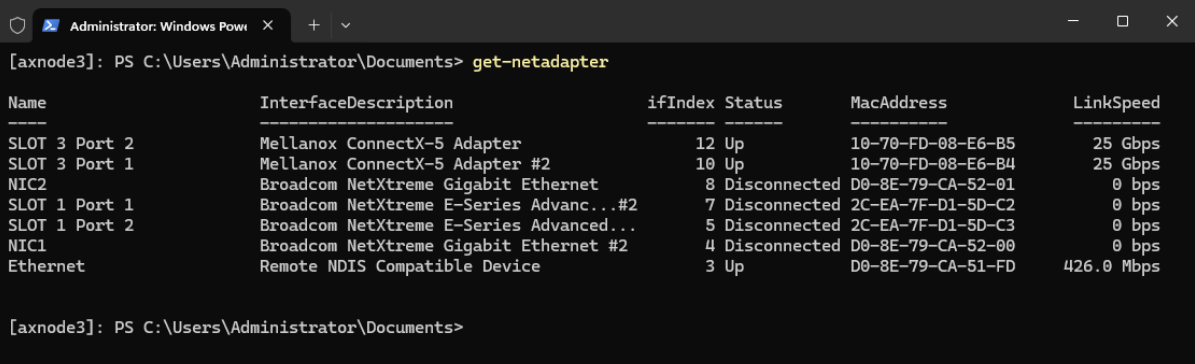 Administrator: Windows Powe
[axnode3]: PS C:\Users\Administrator\Documents> get-netadapter
Name InterfaceDescription ifIndex Status MacAddress LinkSpeed
---- -------------------- ------- ------ ---------- ---------
SLOT 3 Port 2 Mellanox ConnectX-5 Adapter 12 Up 10-70-FD-08-E6-B5 25 Gbps
SLOT 3 Port 1 Mellanox ConnectX-5 Adapter #2 10 Up 10-70-FD-08-E6-B4 25 Gbps
NIC2 Broadcom NetXtreme Gigabit Ethernet 8 Disconnected D0-8E-79-CA-52-01 0 bps
SLOT 1 Port 1 Broadcom NetXtreme E-Series Advanc...#2 7 Disconnected 2C-EA-7F-D1-5D-C2 0 bps
SLOT 1 Port 2 Broadcom NetXtreme E-Series Advanced... 5 Disconnected 2C-EA-7F-D1-5D-C3 0 bps
NIC1 Broadcom NetXtreme Gigabit Ethernet #2 4 Disconnected D0-8E-79-CA-52-00 0 bps
Ethernet Remote NDIS Compatible Device 3 Up D0-8E-79-CA-51-FD 426.0 Mbps
[axnode3]: PS C:\Users\Administrator\Documents>